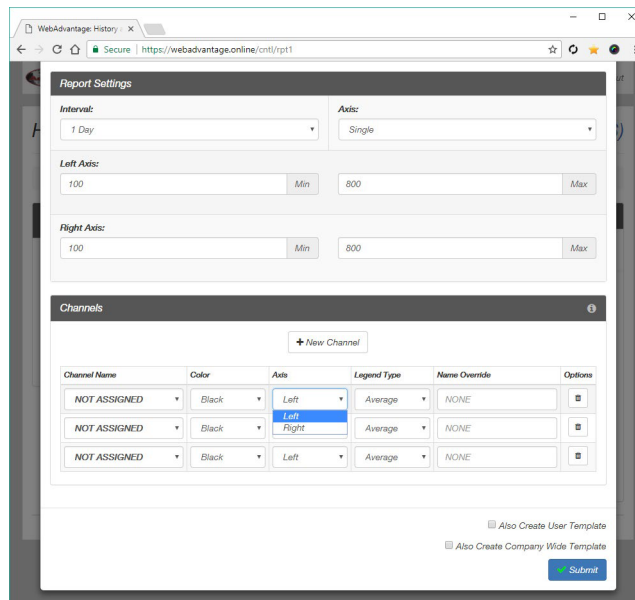 WebAdvantage: History
Secure | https://webadvantage.online/cntl/rpt1
Report Settings
Interval: Axis:
1 Day Single
Left Axis:
100 Min 800 Max
Right Axis:
100 Min 800 Max
Channels
+ New Channel
Channel Name Color Axis Legend Type Name Override Options
NOT ASSIGNED Black Left Average NONE
Left
Right
NOT ASSIGNED Black Average NONE
NOT ASSIGNED Black Left Average NONE
Also Create User Template
Also Create Company Wide Template
Submit